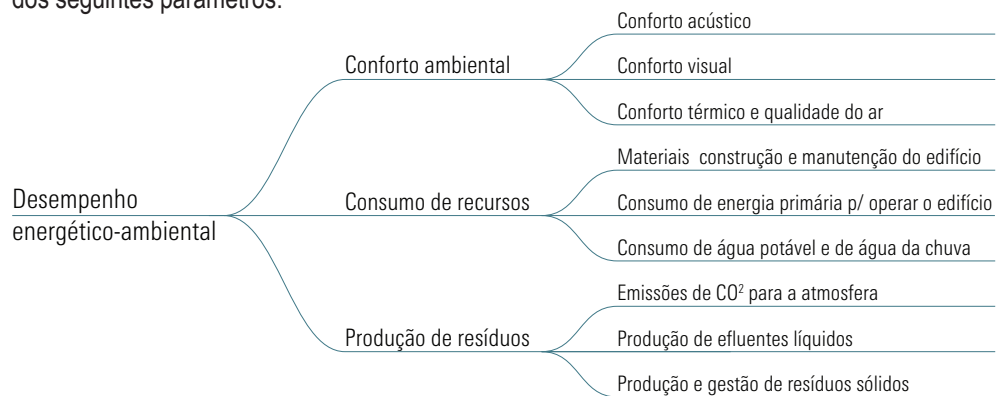 dos seguintes parâmetros:
Conforto acústico
Conforto ambiental
Conforto visual
Conforto térmico e qualidade do ar
Materiais construção e manutenção do edifício
Desempenho
energético-ambiental
Consumo de recursos
Consumo de energia primária p/ operar o edifício
Consumo de água potável e de água da chuva
Emissões de CO² para a atmosfera
Produção de resíduos
Produção de efluentes líquidos
Produção e gestão de resíduos sólidos